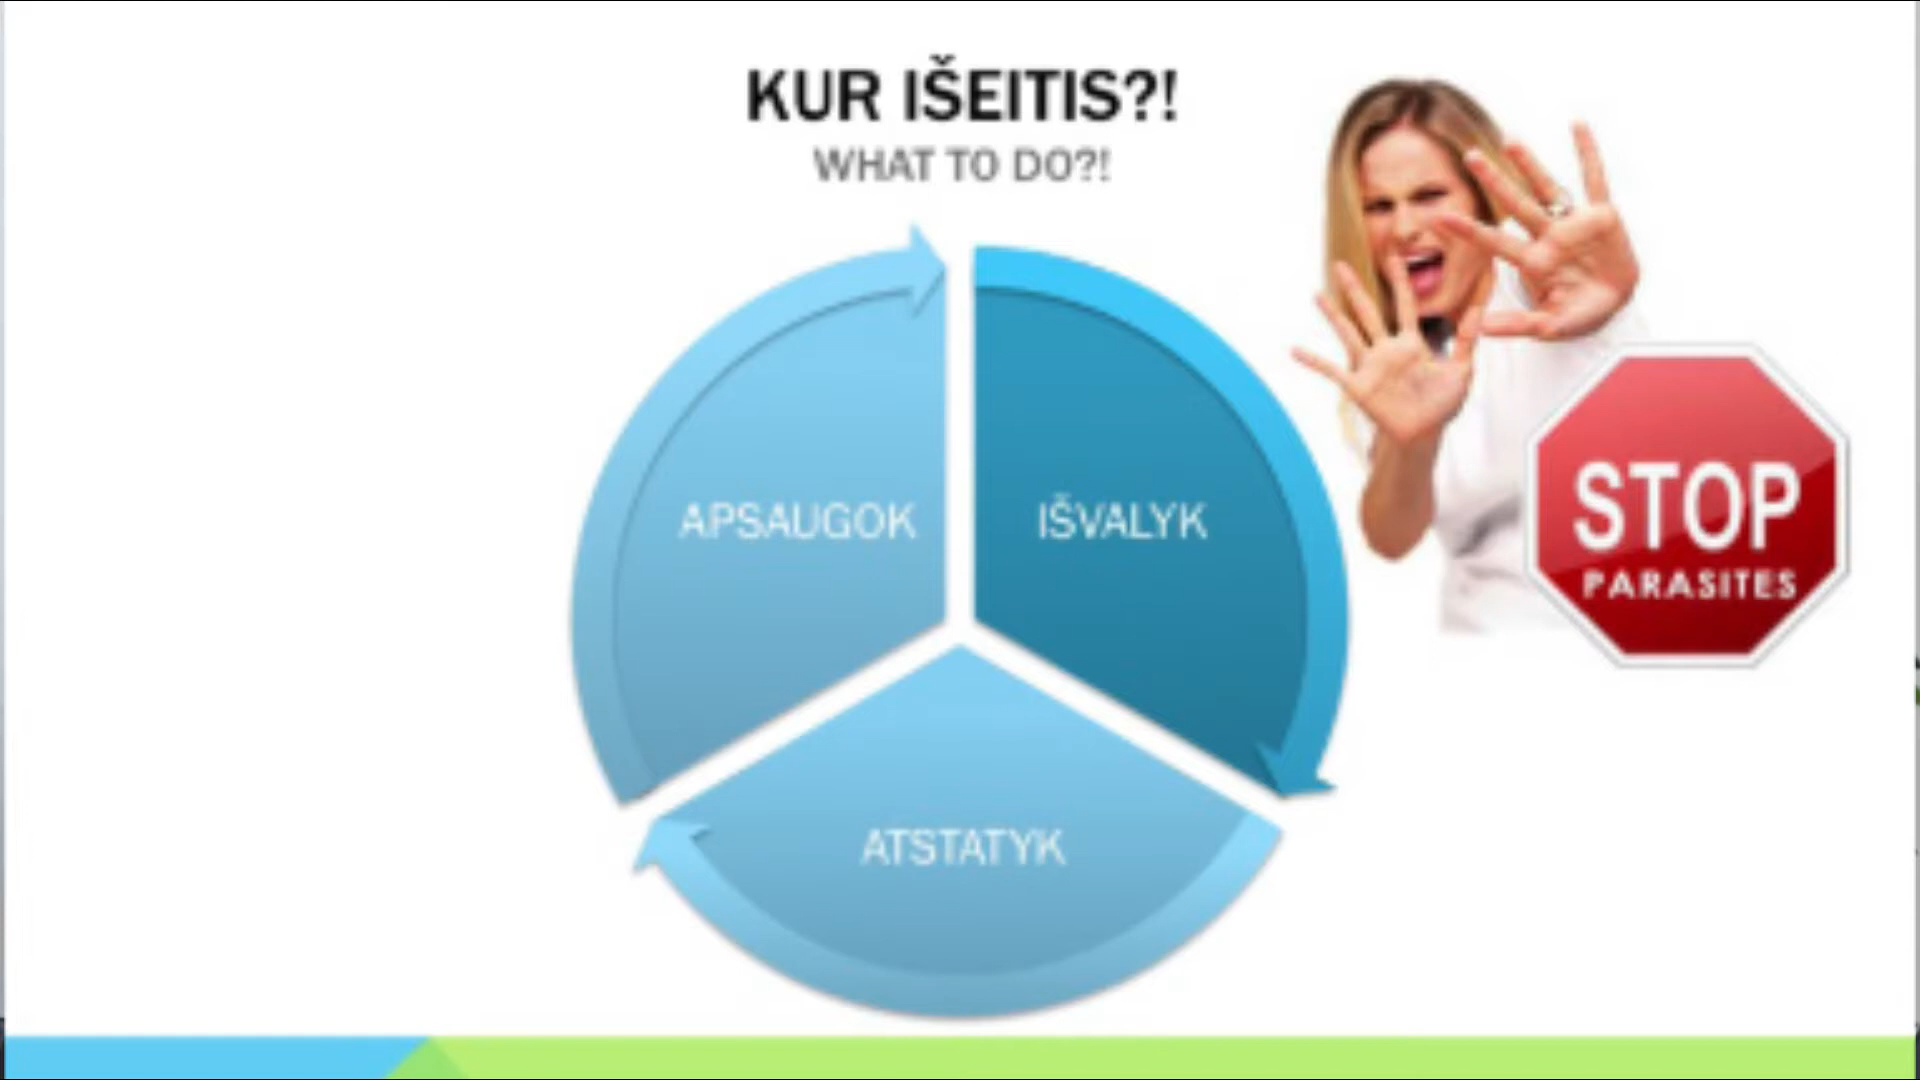 KUR IŠEITIS?!
WHAT TO DO?!
APSAUGOK
IŠVALYK
ATSTATYK
STOP
PARASITES